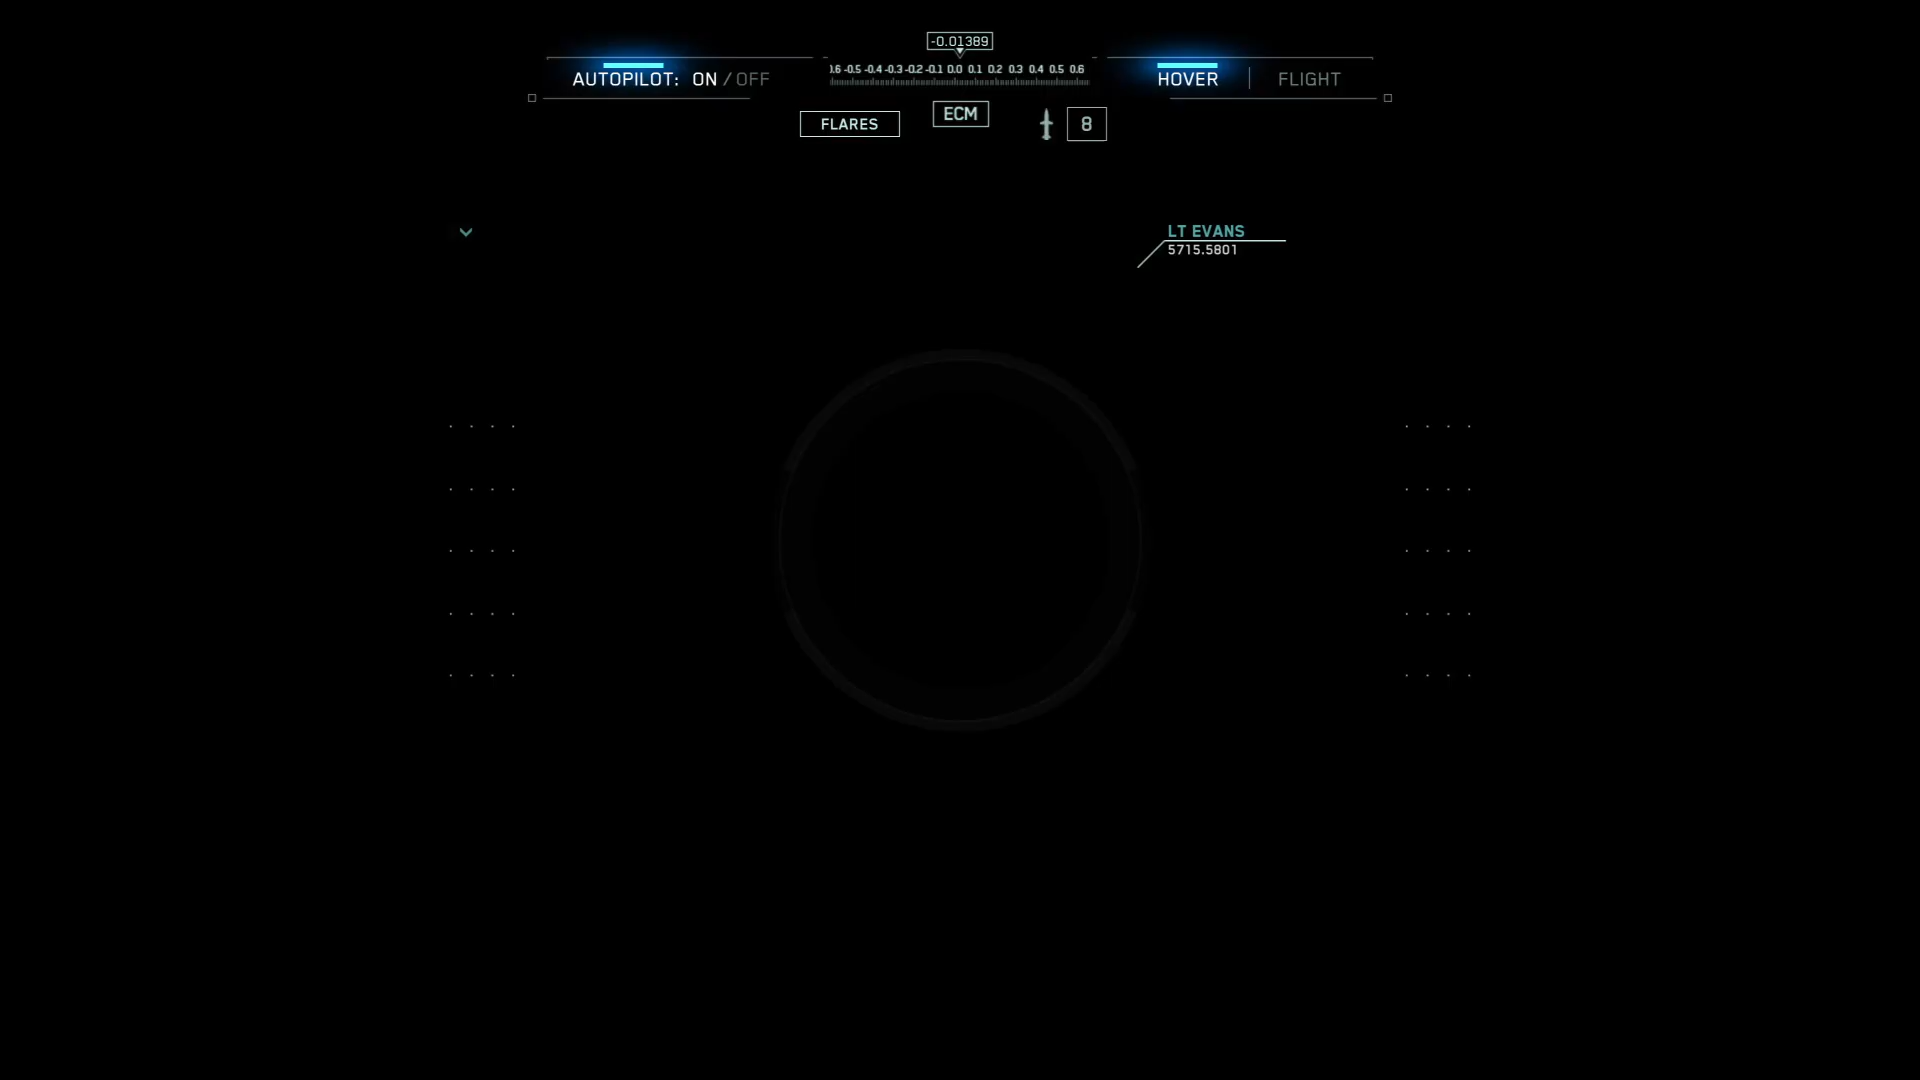 -0.01389
AUTOPILOT: ON / OFF
-0.5 -0.4 -0.3 -0.2 -0.1 0.0 0.1 0.2 0.3 0.4 0.5 0.6
HOVER FLIGHT
FLARES
ECM
8
LT EVANS
5715.5801